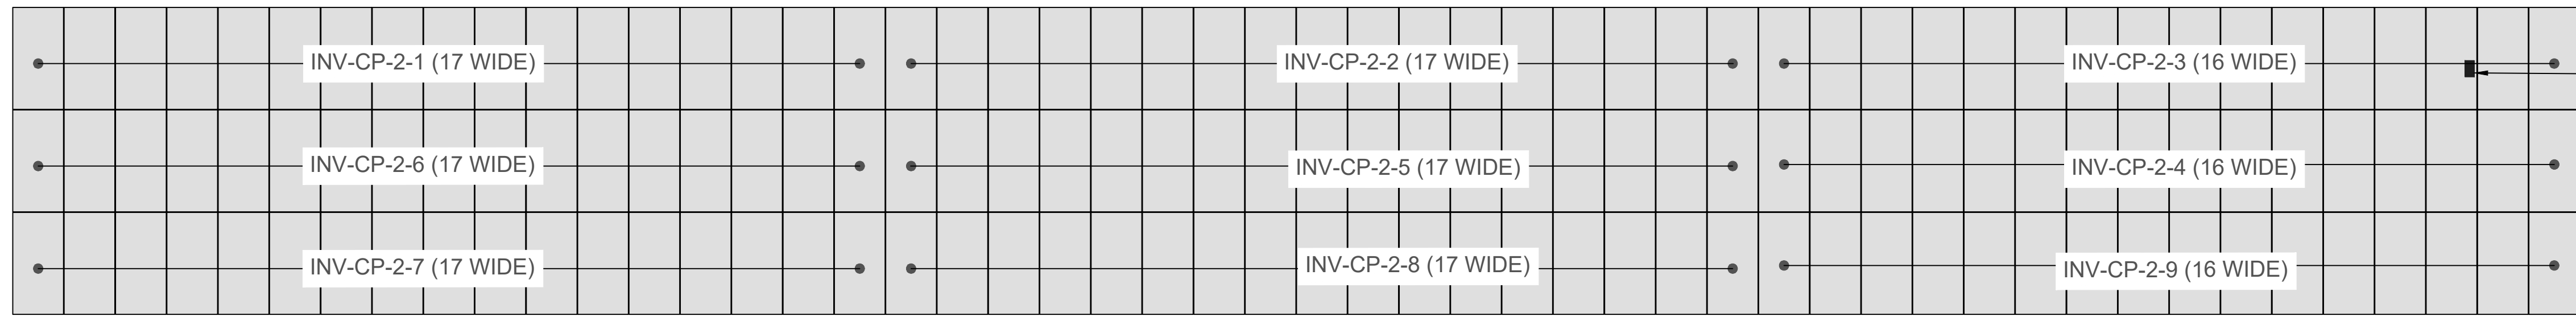 INV-CP-2-1 (17 WIDE)
INV-CP-2-2 (17 WIDE)
INV-CP-2-3 (16 WIDE)
INV-CP-2-6 (17 WIDE)
INV-CP-2-5 (17 WIDE)
INV-CP-2-4 (16 WIDE)
INV-CP-2-7 (17 WIDE)
INV-CP-2-8 (17 WIDE)
INV-CP-2-9 (16 WIDE)